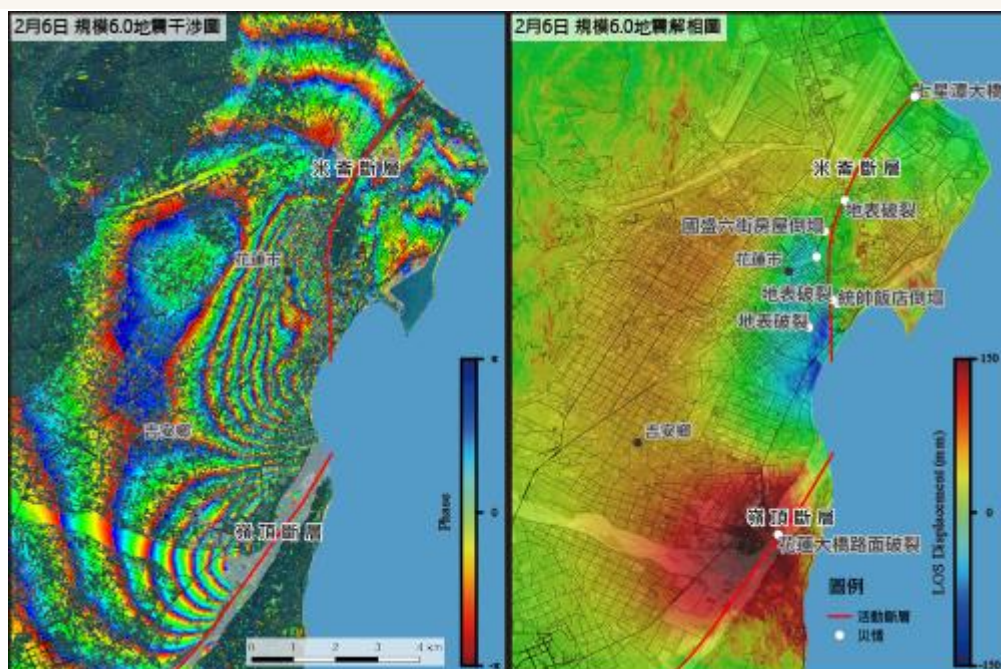 2月6日 規模6.0地震干涉圖
米崙斷層
花蓮市
吉安鄉
嶺頂斷層
π
0
-π
Phase
0 1 2 3 4 km
2月6日 規模6.0地震解相圖
七星潭大橋
米崙斷層
地表破裂
國盛六街房屋倒塌
花蓮市
地表破裂
統帥飯店倒塌
地表破裂
吉安鄉
嶺頂斷層
花蓮大橋路面破裂
圖例
活動斷層
災情
150
0
LOS Displacement (mm)